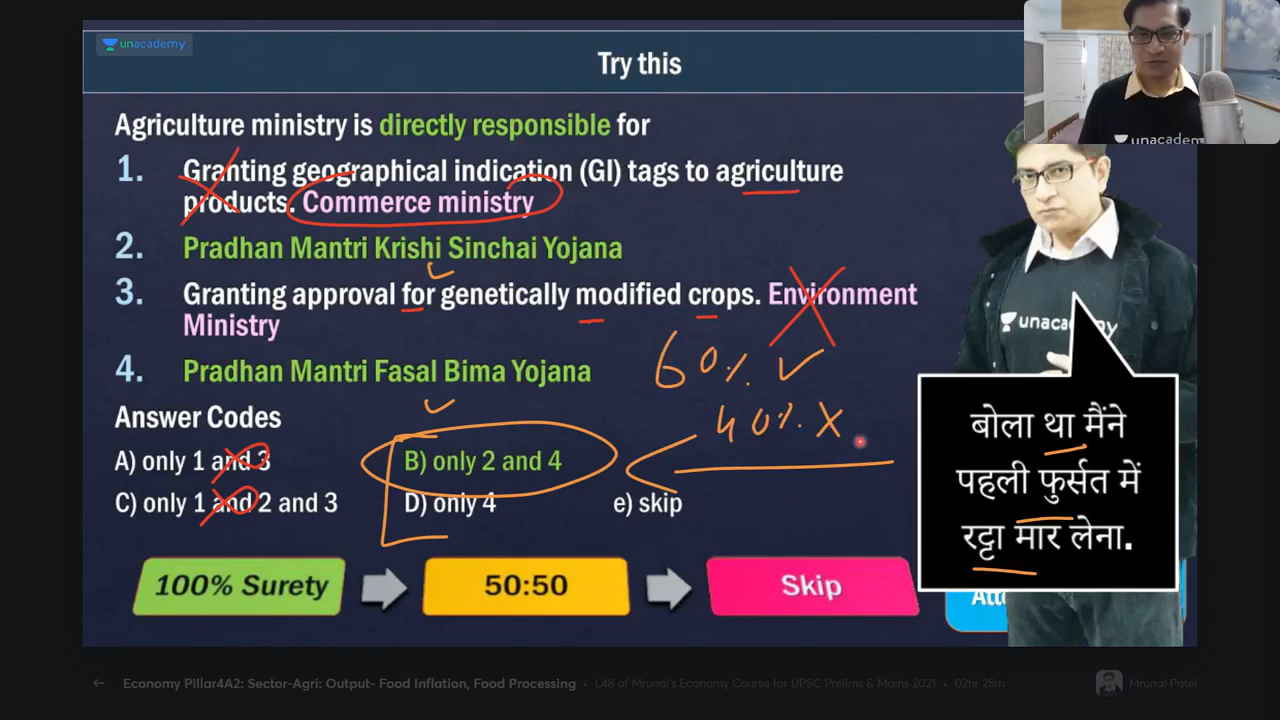 unacademy
Try this
unacademy
Agriculture ministry is directly responsible for
1. Granting geographical indication (GI) tags to agriculture
products. Commerce ministry
2. Pradhan Mantri Krishi Sinchai Yojana
3. Granting approval for genetically modified crops. Environment
Ministry
unacademy
4. Pradhan Mantri Fasal Bima Yojana
60% ✓
40% X
Answer Codes
A) only 1 and 3
B) only 2 and 4
C) only 1 and 2 and 3
D) only 4
e) skip
बोला था मैंने
पहली फुर्सत में
रट्टा मार लेना.
100% Surety
50:50
Skip
← Economy Pillar4A2: Sector-Agri: Output- Food Inflation, Food Processing • L48 of Mrunal's Economy Course for UPSC Prelims & Mains 2021 • 02hr 25m
Mrunal Patel